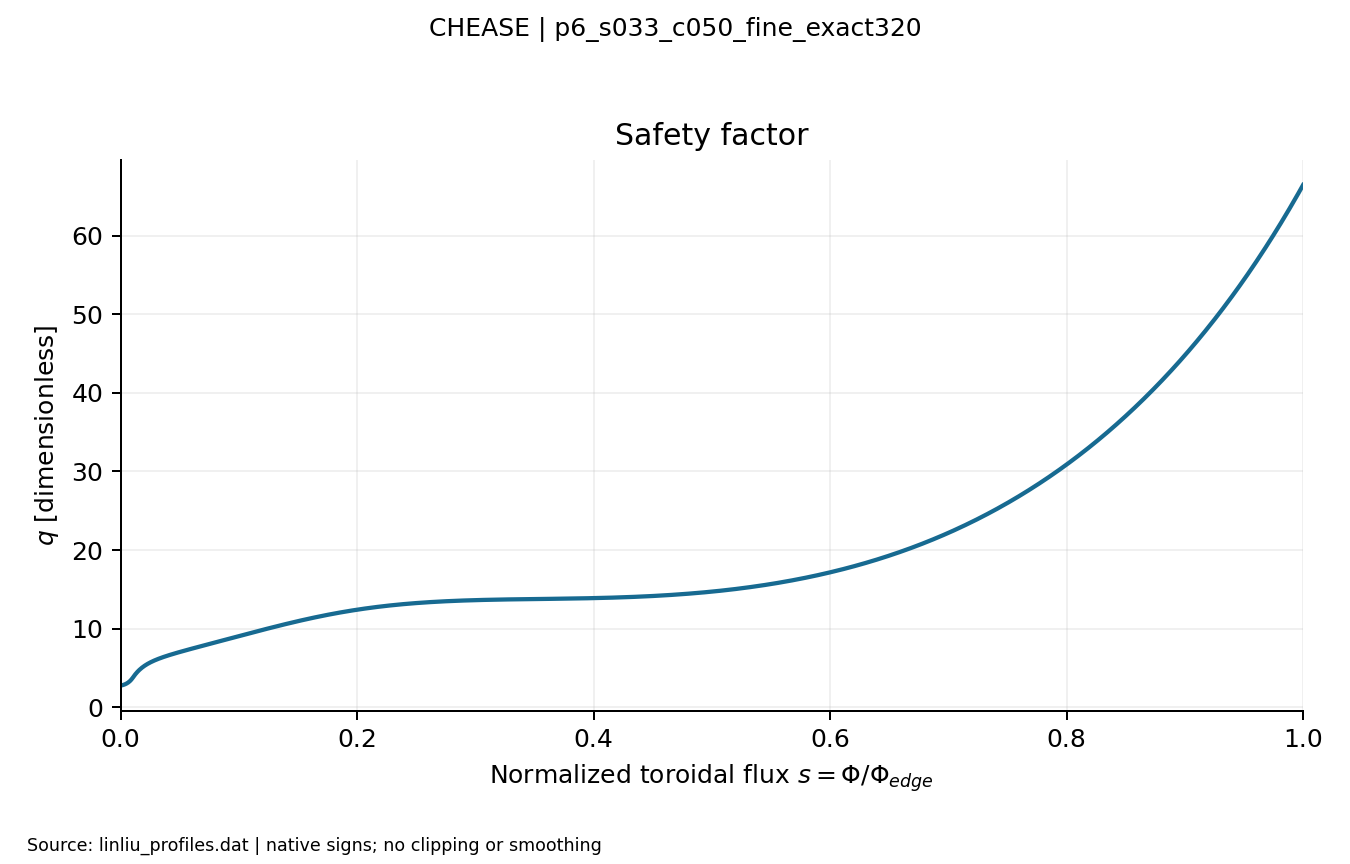 CHEASE | p6_s033_c050_fine_exact320
Safety factor
q [dimensionless]
60
50
40
30
20
10
0
0.0 0.2 0.4 0.6 0.8 1.0
Normalized toroidal flux s = Φ/Φedge
Source: linliu_profiles.dat | native signs; no clipping or smoothing